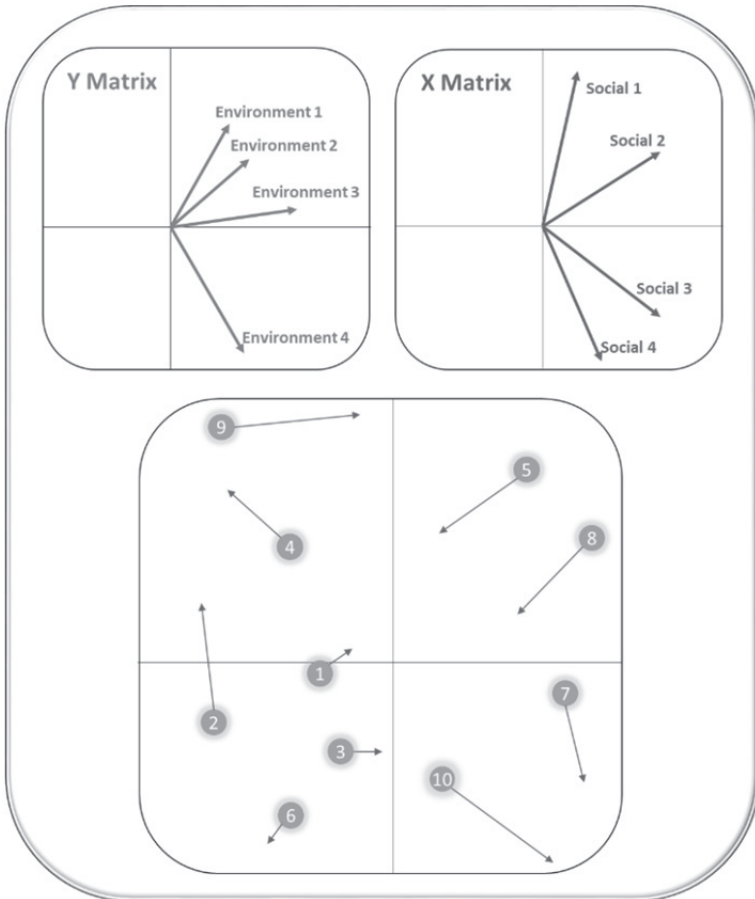 Y Matrix
Environment 1
Environment 2
Environment 3
Environment 4
X Matrix
Social 1
Social 2
Social 3
Social 4
9
5
4
8
1
7
2
3
10
6